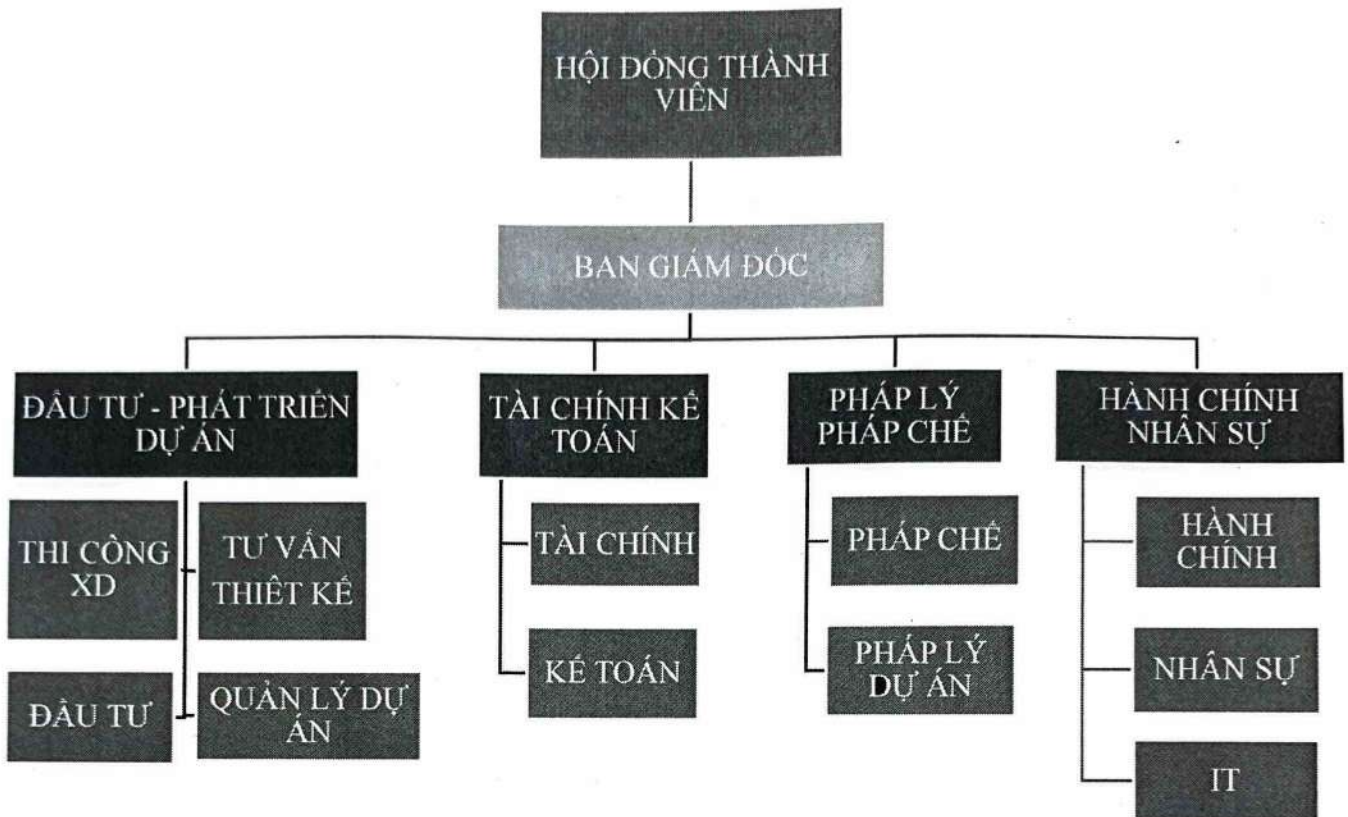 HỘI ĐỒNG THÀNH
VIÊN
BAN GIÁM ĐỐC
ĐẦU TƯ - PHÁT TRIỂN
DỰ ÁN
TÀI CHÍNH KẾ
TOÁN
PHÁP LÝ
PHÁP CHẾ
HÀNH CHÍNH
NHÂN SỰ
THI CÔNG
XD
TƯ VẤN
THIẾT KẾ
TÀI CHÍNH
PHÁP CHẾ
HÀNH
CHÍNH
ĐẦU TƯ
QUẢN LÝ DỰ
ÁN
KẾ TOÁN
PHÁP LÝ
DỰ ÁN
NHÂN SỰ
IT